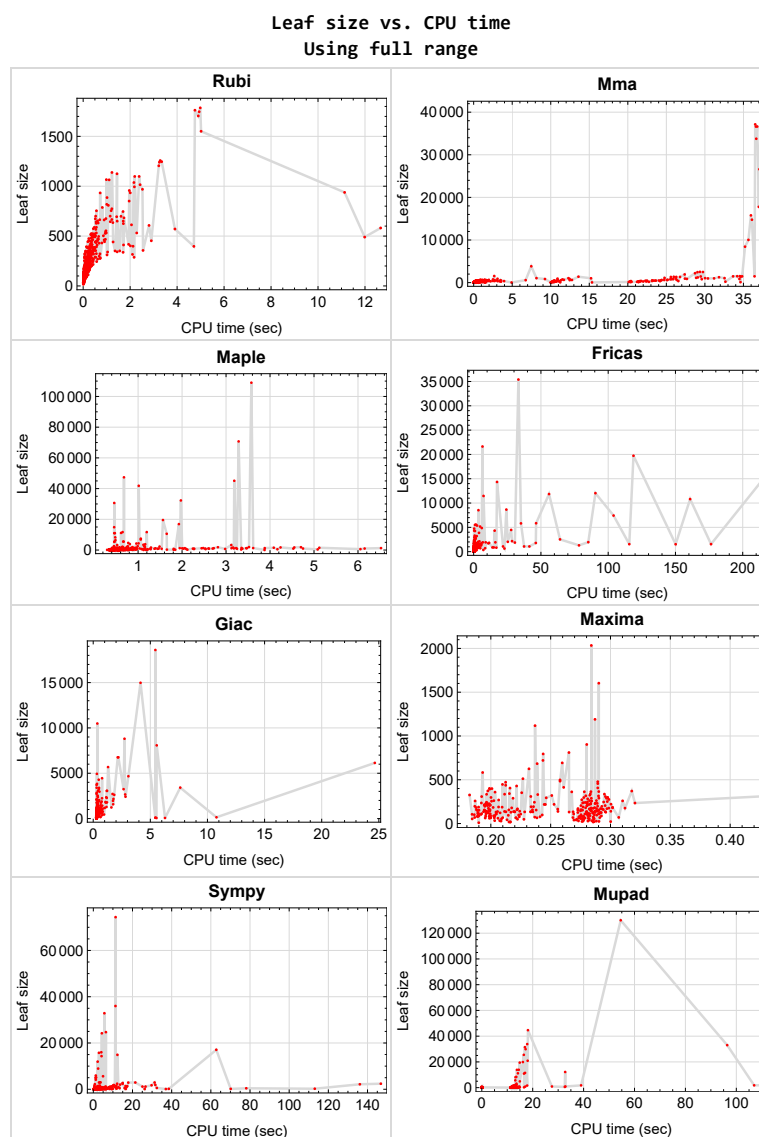 Leaf size vs. CPU time
Using full range
Rubi
Leaf size
1500
1000
500
0
0 2 4 6 8 10 12
CPU time (sec)
Mma
Leaf size
40 000
30 000
20 000
10 000
0
0 5 10 15 20 25 30 35
CPU time (sec)
Maple
Leaf size
100 000
80 000
60 000
40 000
20 000
0
1 2 3 4 5 6
CPU time (sec)
Fricas
Leaf size
35 000
30 000
25 000
20 000
15 000
10 000
5000
0
0 50 100 150 200
CPU time (sec)
Giac
Leaf size
15 000
10 000
5000
0
0 5 10 15 20 25
CPU time (sec)
Maxima
Leaf size
2000
1500
1000
500
0
0.20 0.25 0.30 0.35 0.40
CPU time (sec)
Sympy
Leaf size
60 000
40 000
20 000
0
0 20 40 60 80 100 120 140
CPU time (sec)
Mupad
Leaf size
120 000
100 000
80 000
60 000
40 000
20 000
0
0 20 40 60 80 100
CPU time (sec)